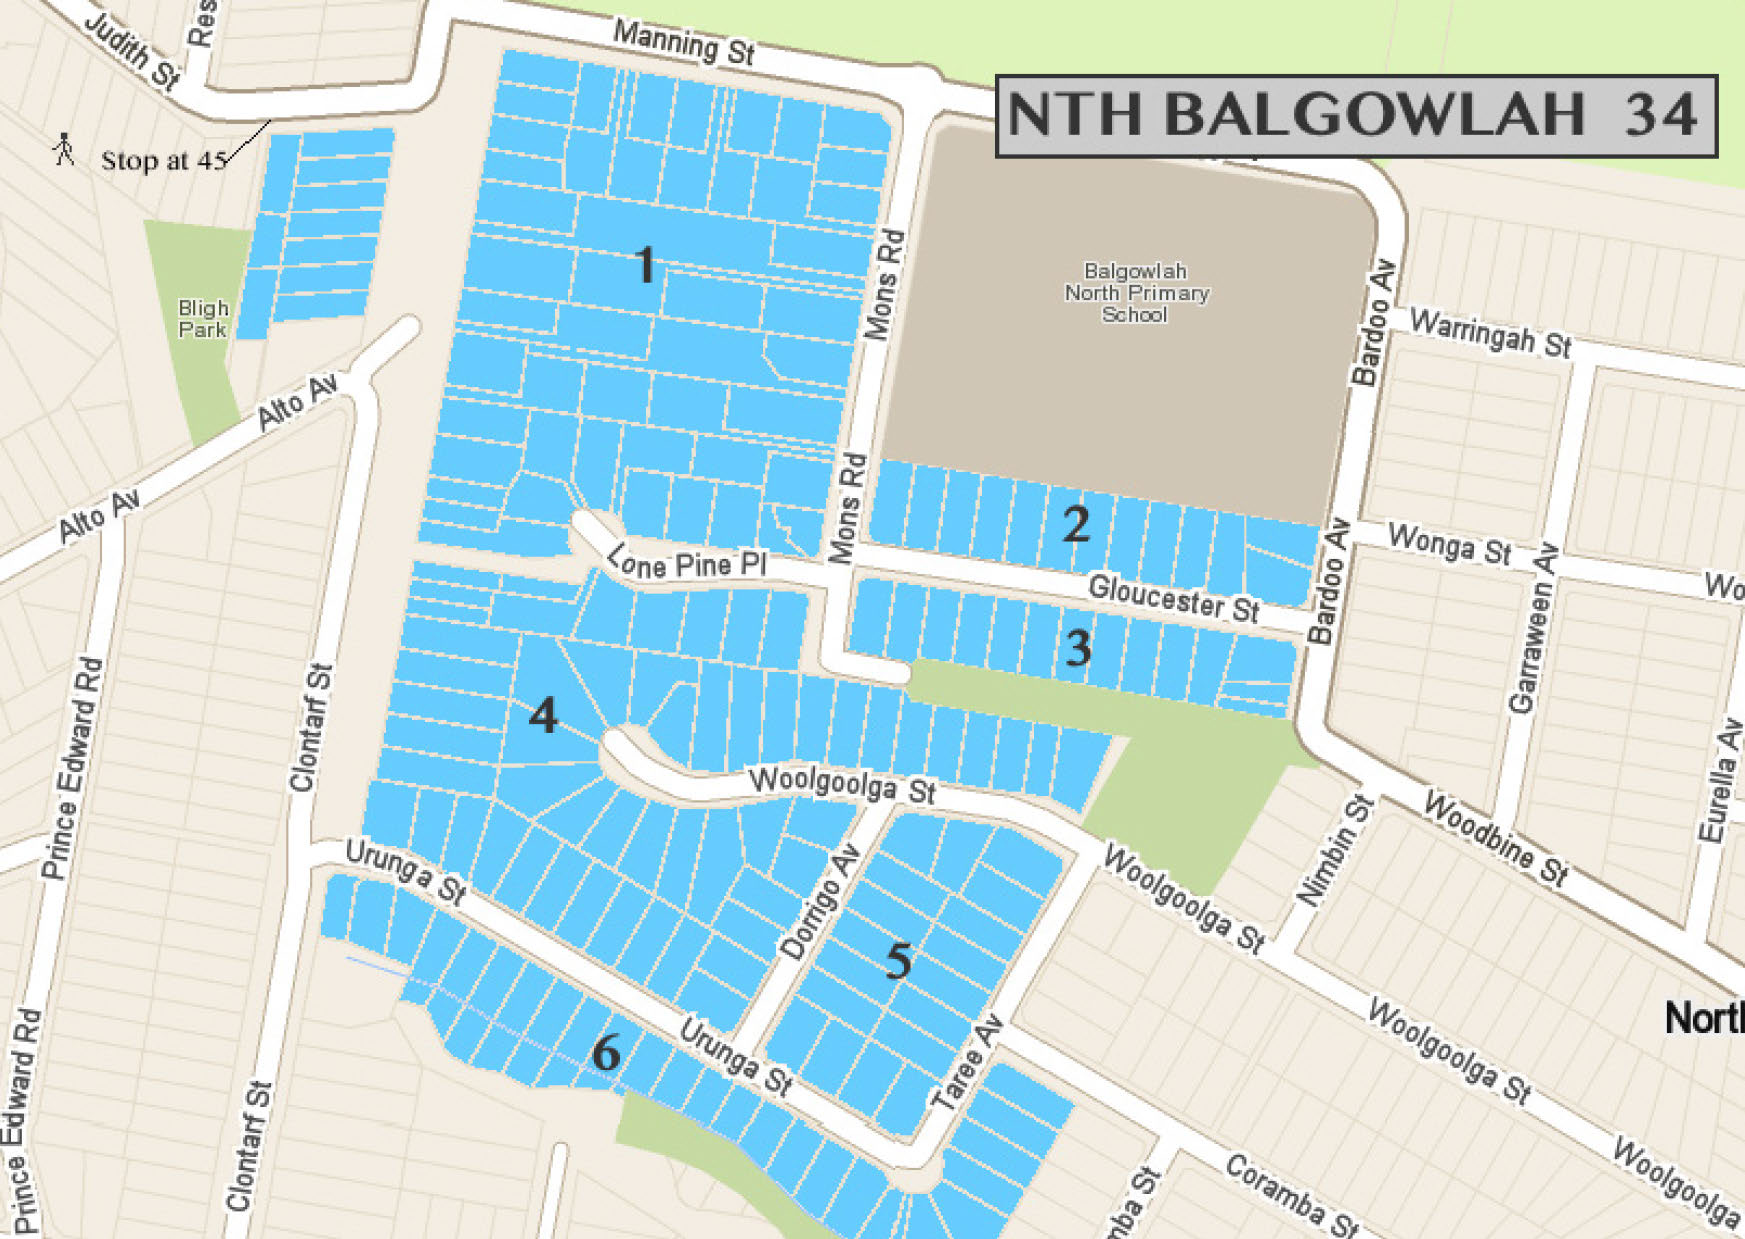 Judith St
Res
Manning St
NTH BALGOWLAH 34
Stop at 45
Bligh
Park
1
Mons Rd
Balgowlah
North Primary
School
Bardoo Av
Warringah St
Alto Av
Alto Av
Mons Rd
2
Lone Pine Pl
Gloucester St
Bardoo Av
Wonga St
Wo
Garraween Av
3
4
Prince Edward Rd
Clontarf St
Woolgoolga St
Eurella Av
Woodbine St
Nimbin St
Urunga St
Dorrigo Av
Woolgoolga St
5
North
6
Urunga St
Taree Av
Woolgoolga St
Prince Edward Rd
Clontarf St
Coramba St
mba St
Woolgoolga